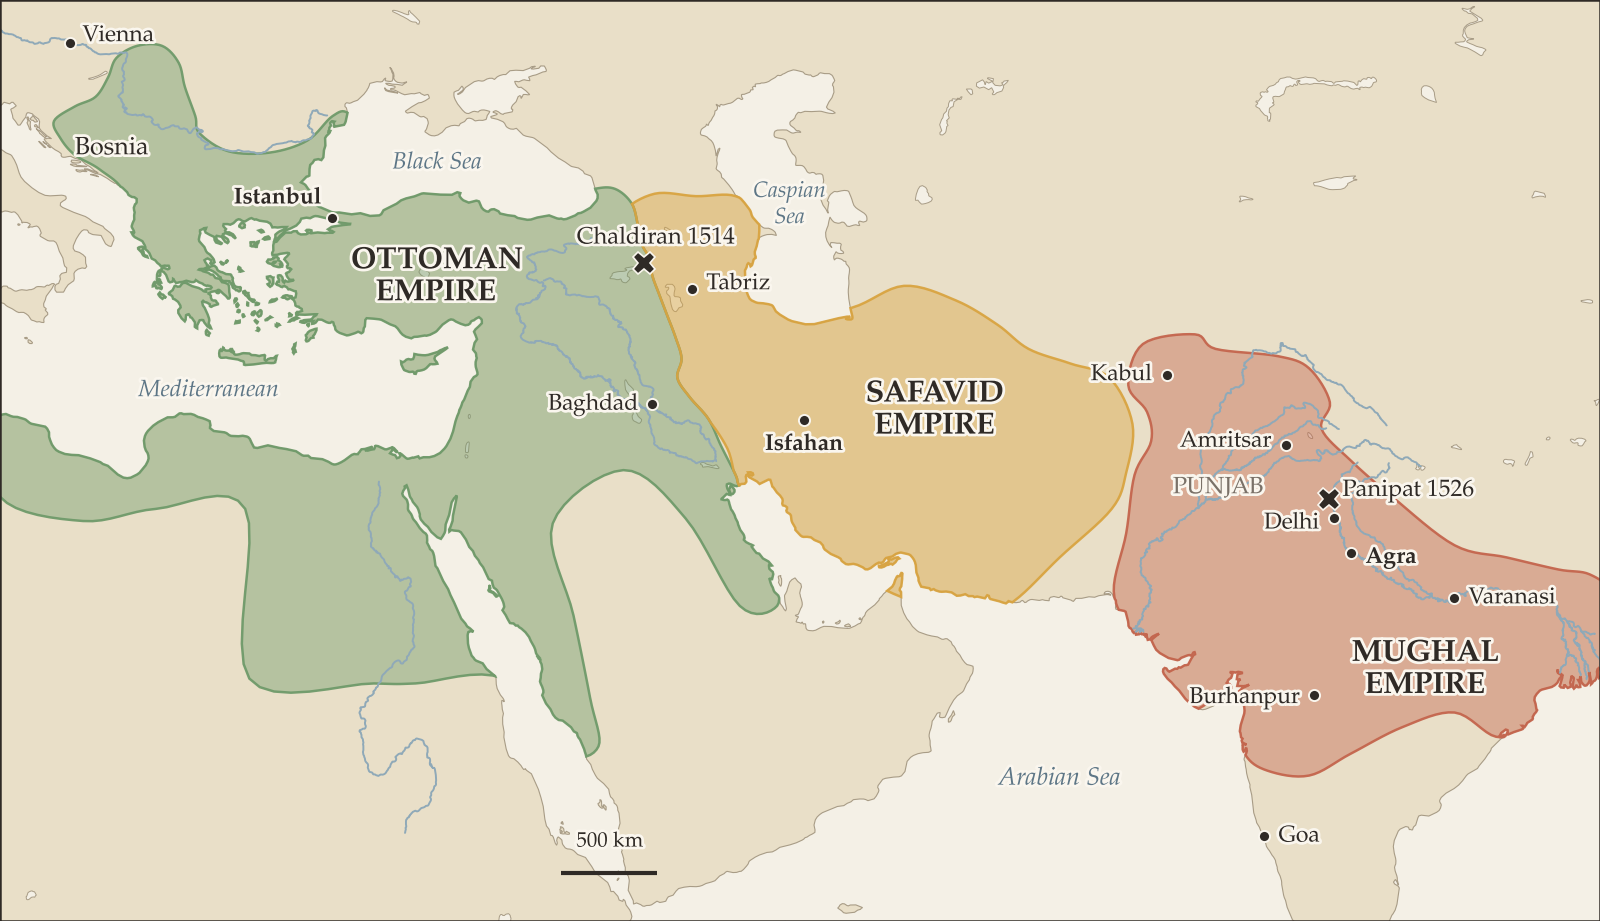 Vienna
Bosnia
Black Sea
Istanbul
Caspian
Sea
Chaldiran 1514
OTTOMAN
EMPIRE
Tabriz
Mediterranean
Baghdad
SAFAVID
EMPIRE
Isfahan
Kabul
Amritsar
PUNJAB
Panipat 1526
Delhi
Agra
Varanasi
MUGHAL
EMPIRE
Burhanpur
Arabian Sea
500 km
Goa